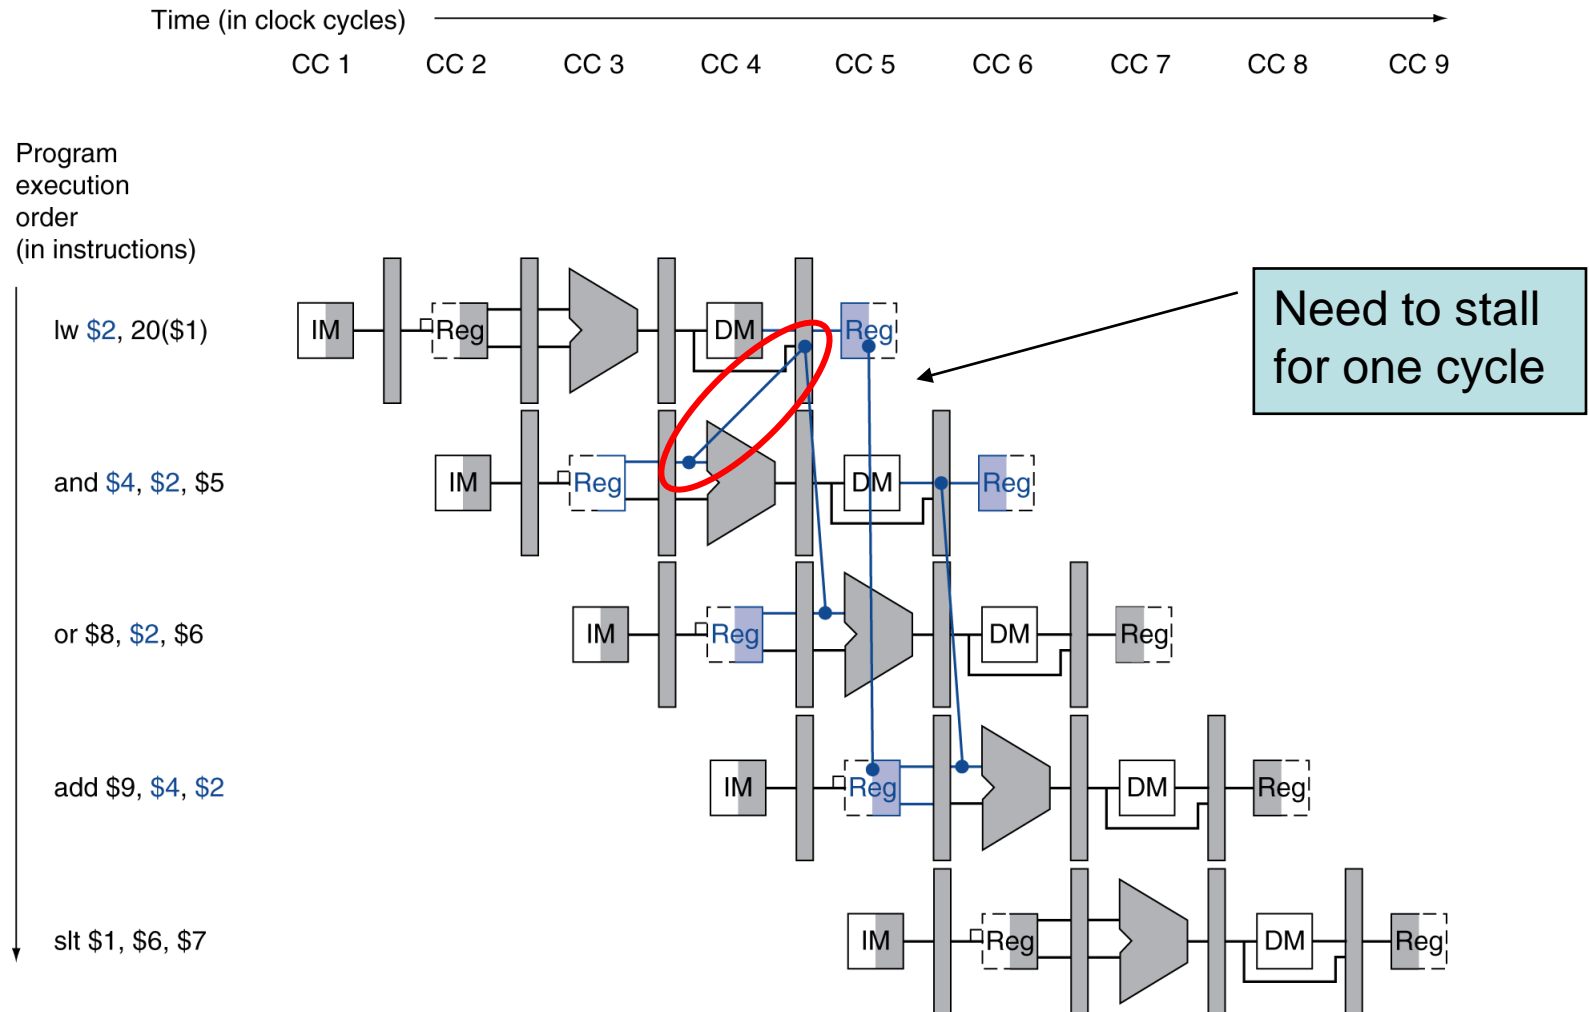 Time (in clock cycles)
CC 1 CC 2 CC 3 CC 4 CC 5 CC 6 CC 7 CC 8 CC 9
Program
execution
order
(in instructions)
Need to stall
for one cycle
lw $2, 20($1) IM Reg DM Reg
and $4, $2, $5 IM Reg DM Reg
or $8, $2, $6 IM Reg DM Reg
add $9, $4, $2 IM Reg DM Reg
slt $1, $6, $7 IM Reg DM Reg